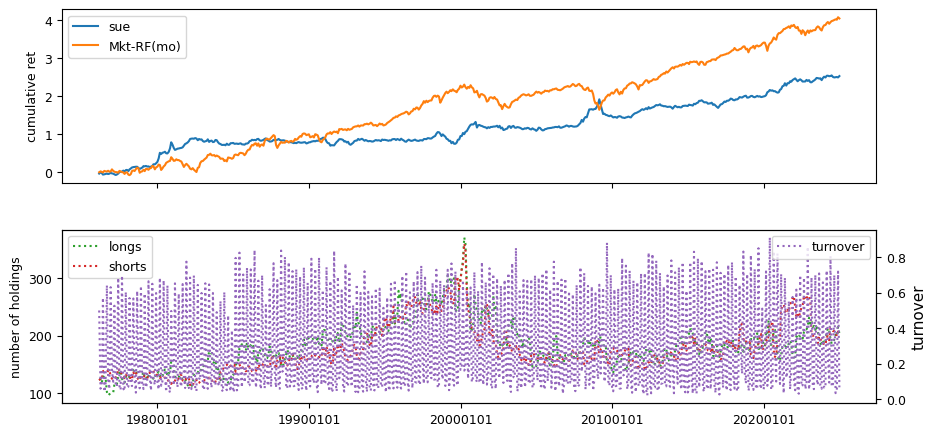 cumulative ret
4
3
2
1
0
sue
Mkt-RF(mo)
number of holdings
300
200
100
longs
shorts
turnover
0.8
0.6
0.4
0.2
0.0
turnover
19800101
19900101
20000101
20100101
20200101